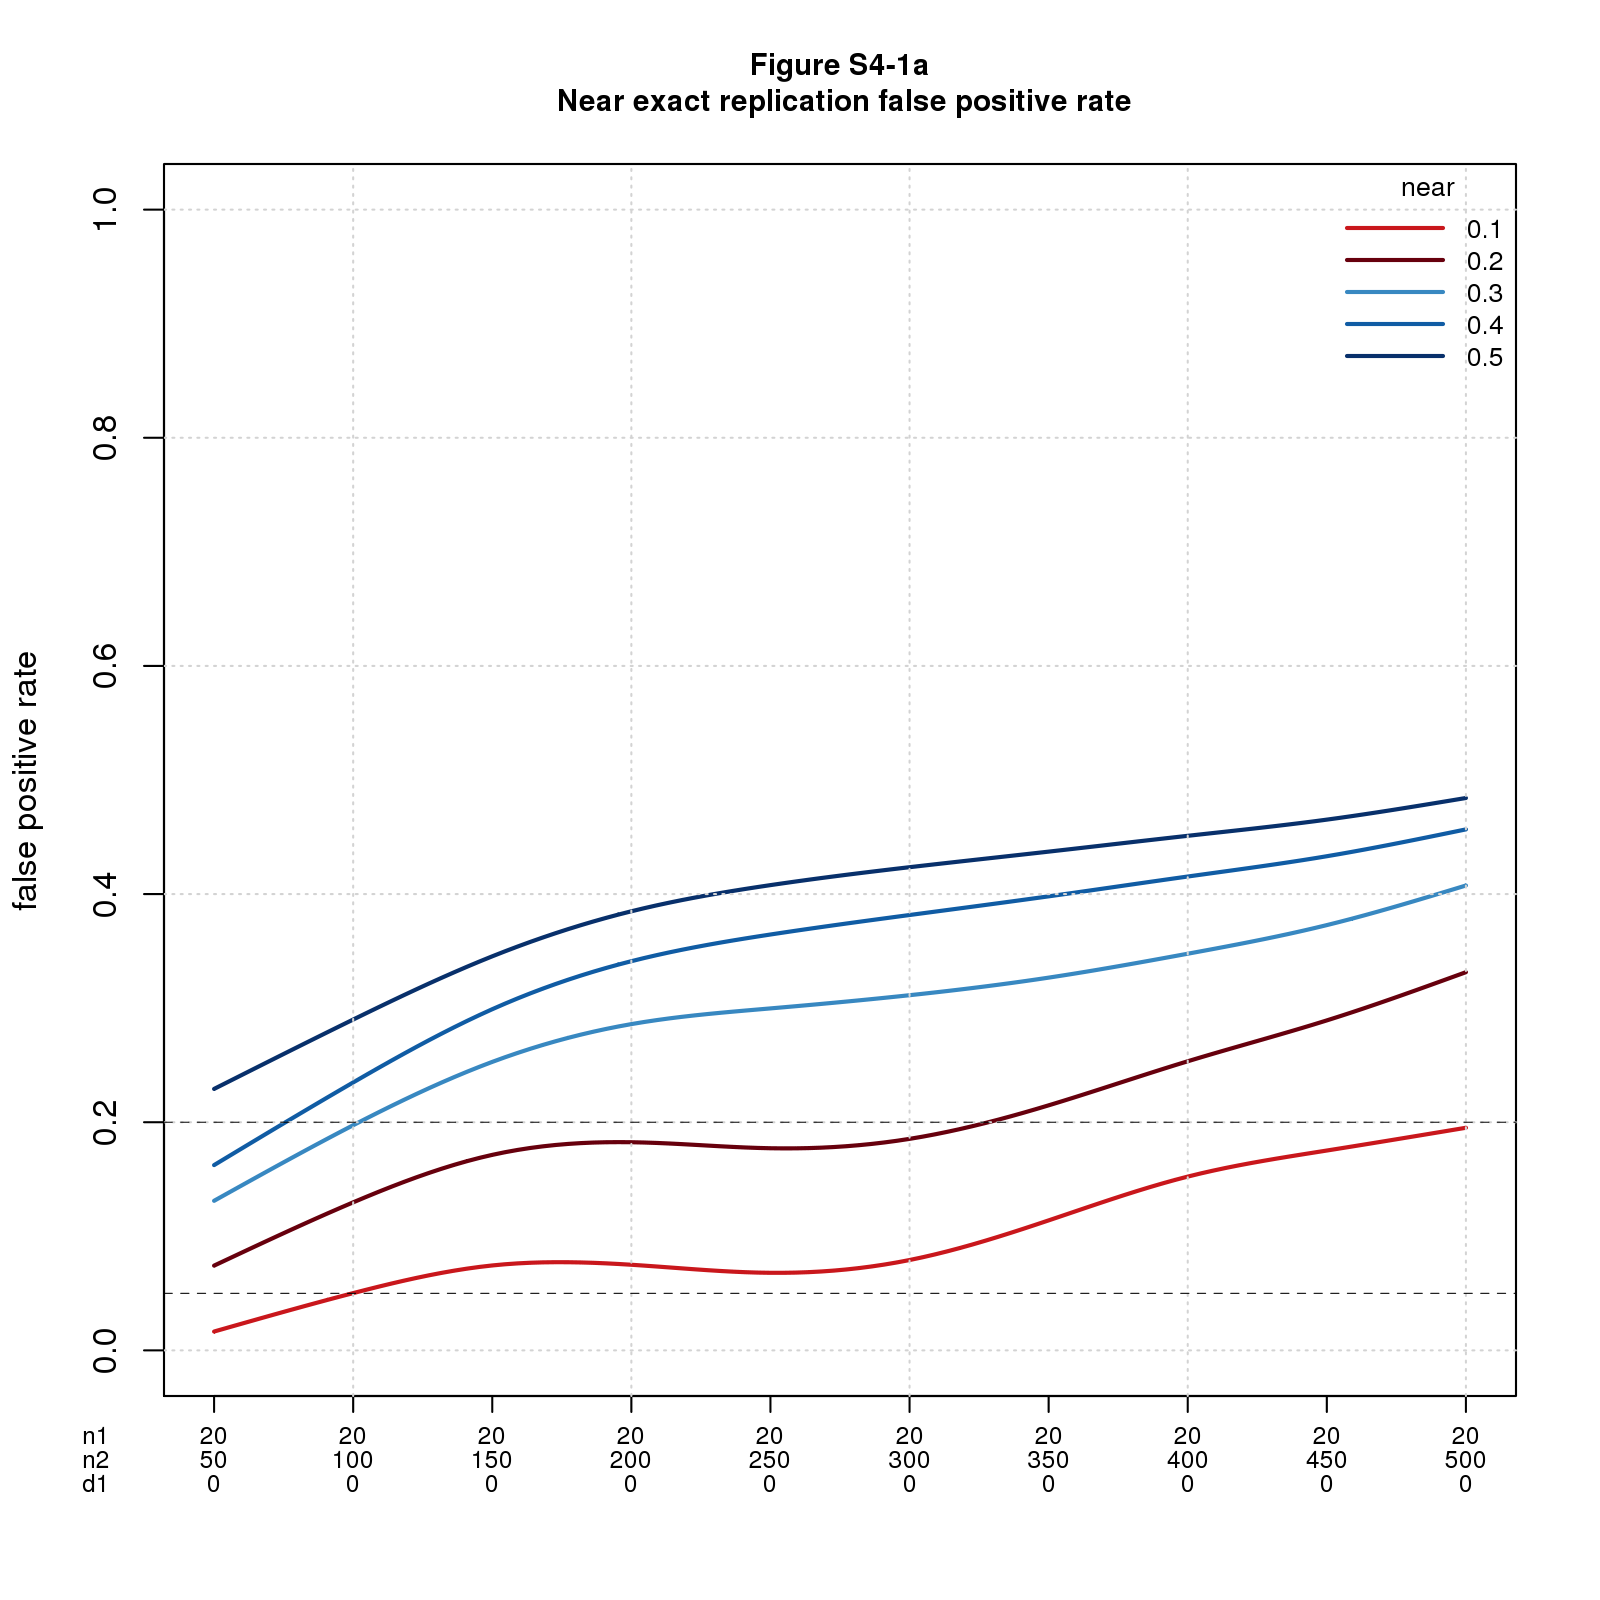 Figure S4-1a
Near exact replication false positive rate
near
0.1
0.2
0.3
0.4
0.5
false positive rate
1.0
0.8
0.6
0.4
0.2
0.0
n1 20 20 20 20 20 20 20 20 20 20
n2 50 100 150 200 250 300 350 400 450 500
d1 0 0 0 0 0 0 0 0 0 0